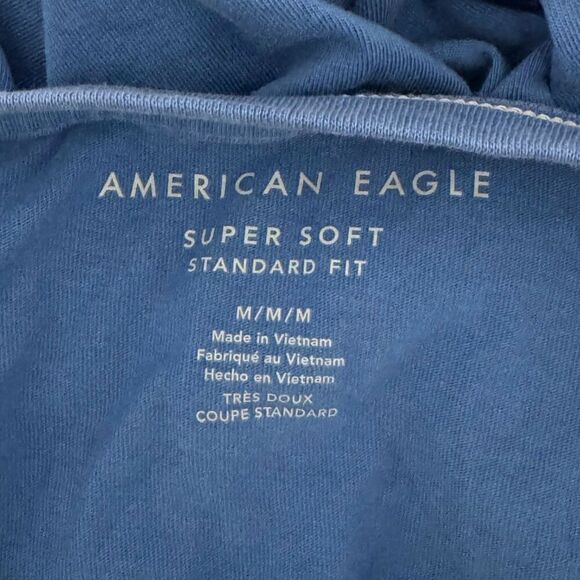 AMERICAN EAGLE
SUPER SOFT
STANDARD FIT
M/M/M
Made in Vietnam
Fabriqué au Vietnam
Hecho en Vietnam
TRÈS DOUX
COUPE STANDARD